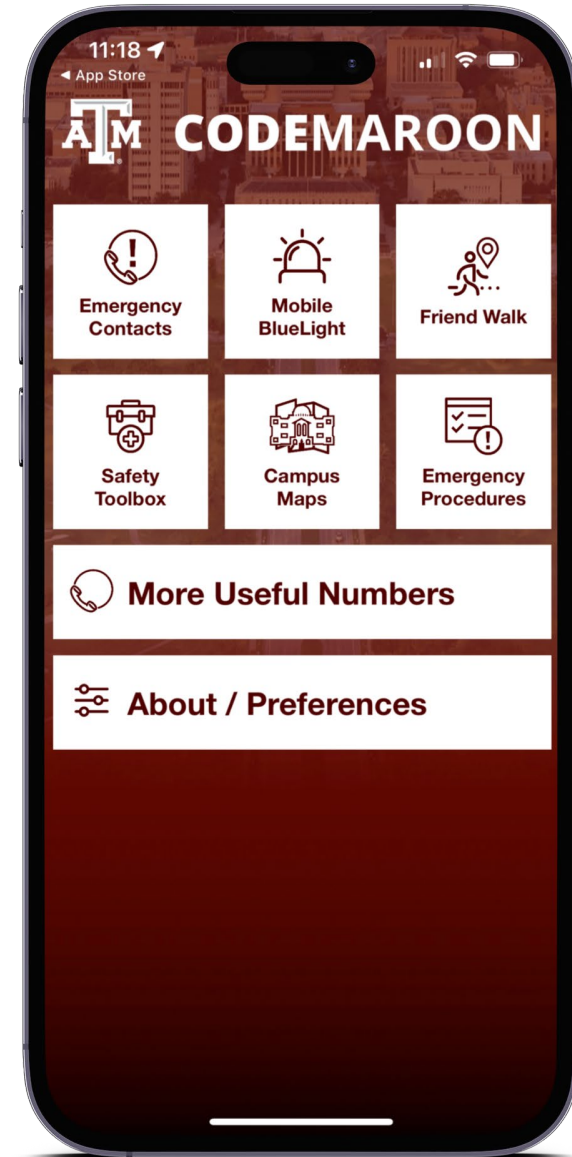 11:18
◀ App Store
ATM CODEMAROON
Emergency
Contacts
Mobile
BlueLight
Friend Walk
Safety
Toolbox
Campus
Maps
Emergency
Procedures
More Useful Numbers
About / Preferences